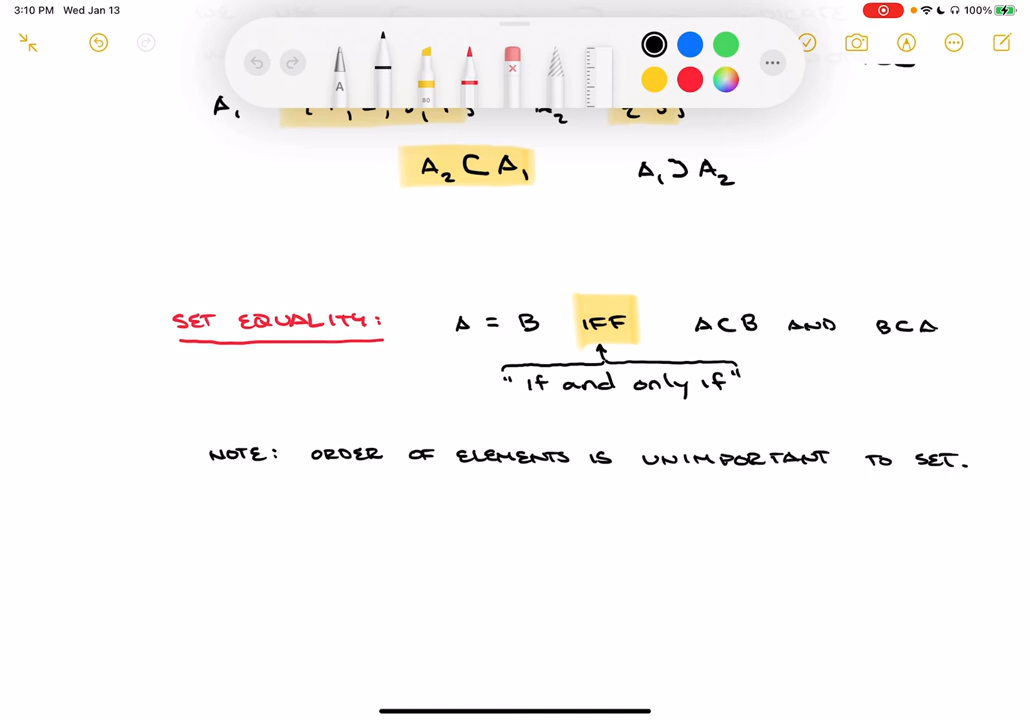 3:10 PM Wed Jan 13 100%
A
80
A₂ ⊂ A₁ A₁ ⊃ A₂
SET EQUALITY: A = B IFF A ⊂ B AND B ⊂ A
"if and only if"
NOTE: ORDER OF ELEMENTS IS UNIMPORTANT TO SET.